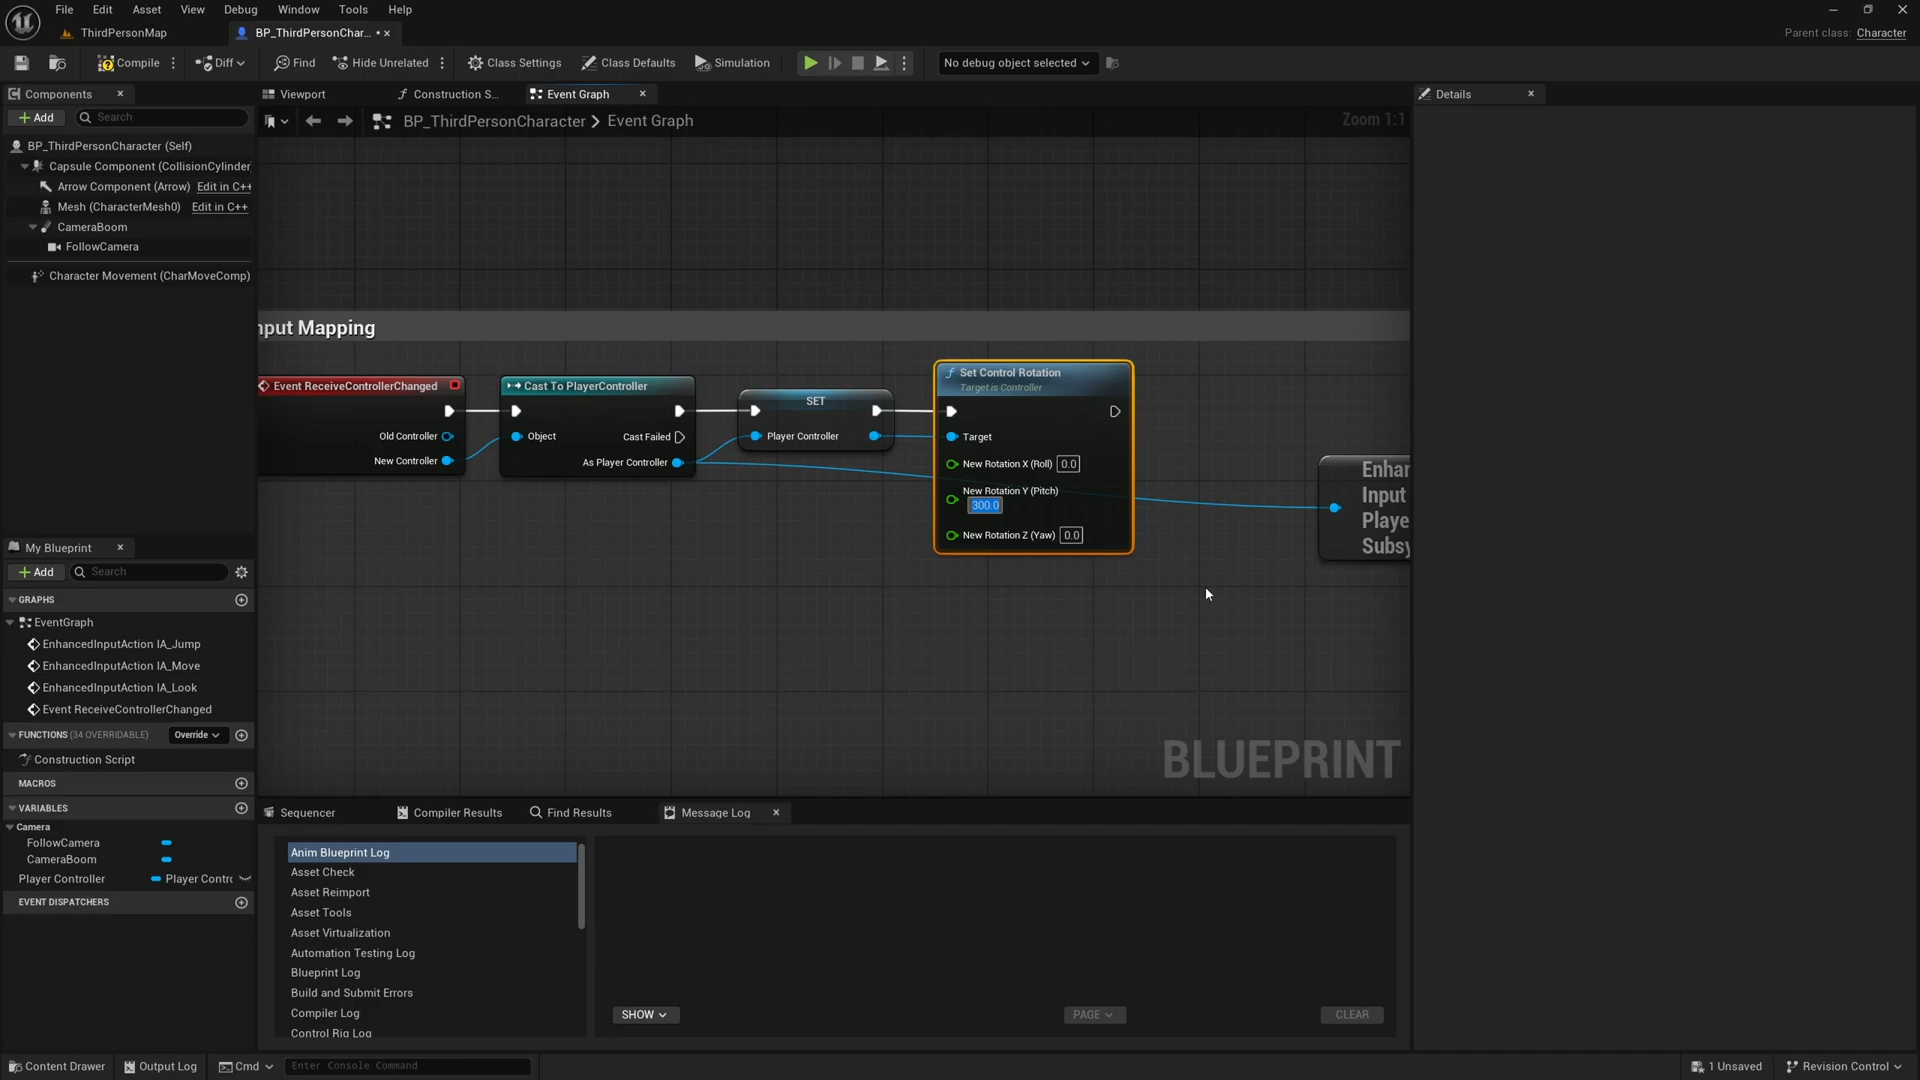 File Edit Asset View Debug Window Tools Help
ThirdPersonMap
BP_ThirdPersonChar... •
Parent class: Character
Compile
Diff
Find
Hide Unrelated
Class Settings
Class Defaults
Simulation
No debug object selected
Components
Viewport
Construction S...
Event Graph
Details
Add
Search
BP_ThirdPersonCharacter > Event Graph
Zoom 1:1
BP_ThirdPersonCharacter (Self)
Capsule Component (CollisionCylinder)
Arrow Component (Arrow) Edit in C++
Mesh (CharacterMesh0) Edit in C++
CameraBoom
FollowCamera
Character Movement (CharMoveComp)
nput Mapping
Event ReceiveControllerChanged
Old Controller
New Controller
Cast To PlayerController
Object
Cast Failed
As Player Controller
SET
Player Controller
Set Control Rotation
Target is Controller
Target
New Rotation X (Roll) 0.0
New Rotation Y (Pitch)
300.0
New Rotation Z (Yaw) 0.0
Enhan
Input
Playe
Subsy
BLUEPRINT
My Blueprint
Add
Search
GRAPHS
EventGraph
EnhancedInputAction IA_Jump
EnhancedInputAction IA_Move
EnhancedInputAction IA_Look
Event ReceiveControllerChanged
FUNCTIONS (34 OVERRIDABLE) Override
Construction Script
MACROS
VARIABLES
Camera
FollowCamera
CameraBoom
Player Controller Player Contro
EVENT DISPATCHERS
Sequencer
Compiler Results
Find Results
Message Log
Anim Blueprint Log
Asset Check
Asset Reimport
Asset Tools
Asset Virtualization
Automation Testing Log
Blueprint Log
Build and Submit Errors
Compiler Log
Control Rig Log
SHOW
PAGE
CLEAR
Content Drawer
Output Log
Cmd
Enter Console Command
1 Unsaved
Revision Control